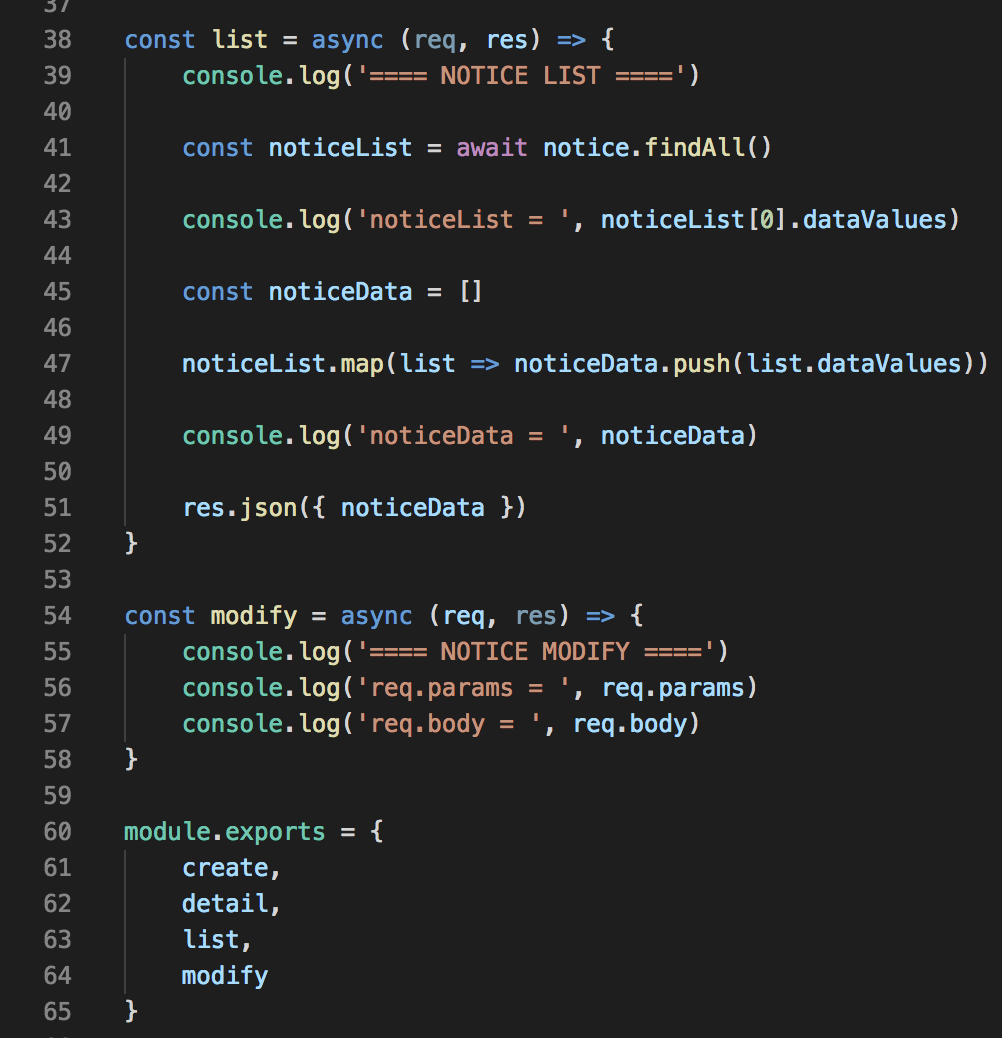 37
38 const list = async (req, res) => {
39     console.log('==== NOTICE LIST ====')
40
41     const noticeList = await notice.findAll()
42
43     console.log('noticeList = ', noticeList[0].dataValues)
44
45     const noticeData = []
46
47     noticeList.map(list => noticeData.push(list.dataValues))
48
49     console.log('noticeData = ', noticeData)
50
51     res.json({ noticeData })
52 }
53
54 const modify = async (req, res) => {
55     console.log('==== NOTICE MODIFY ====')
56     console.log('req.params = ', req.params)
57     console.log('req.body = ', req.body)
58 }
59
60 module.exports = {
61     create,
62     detail,
63     list,
64     modify
65 }